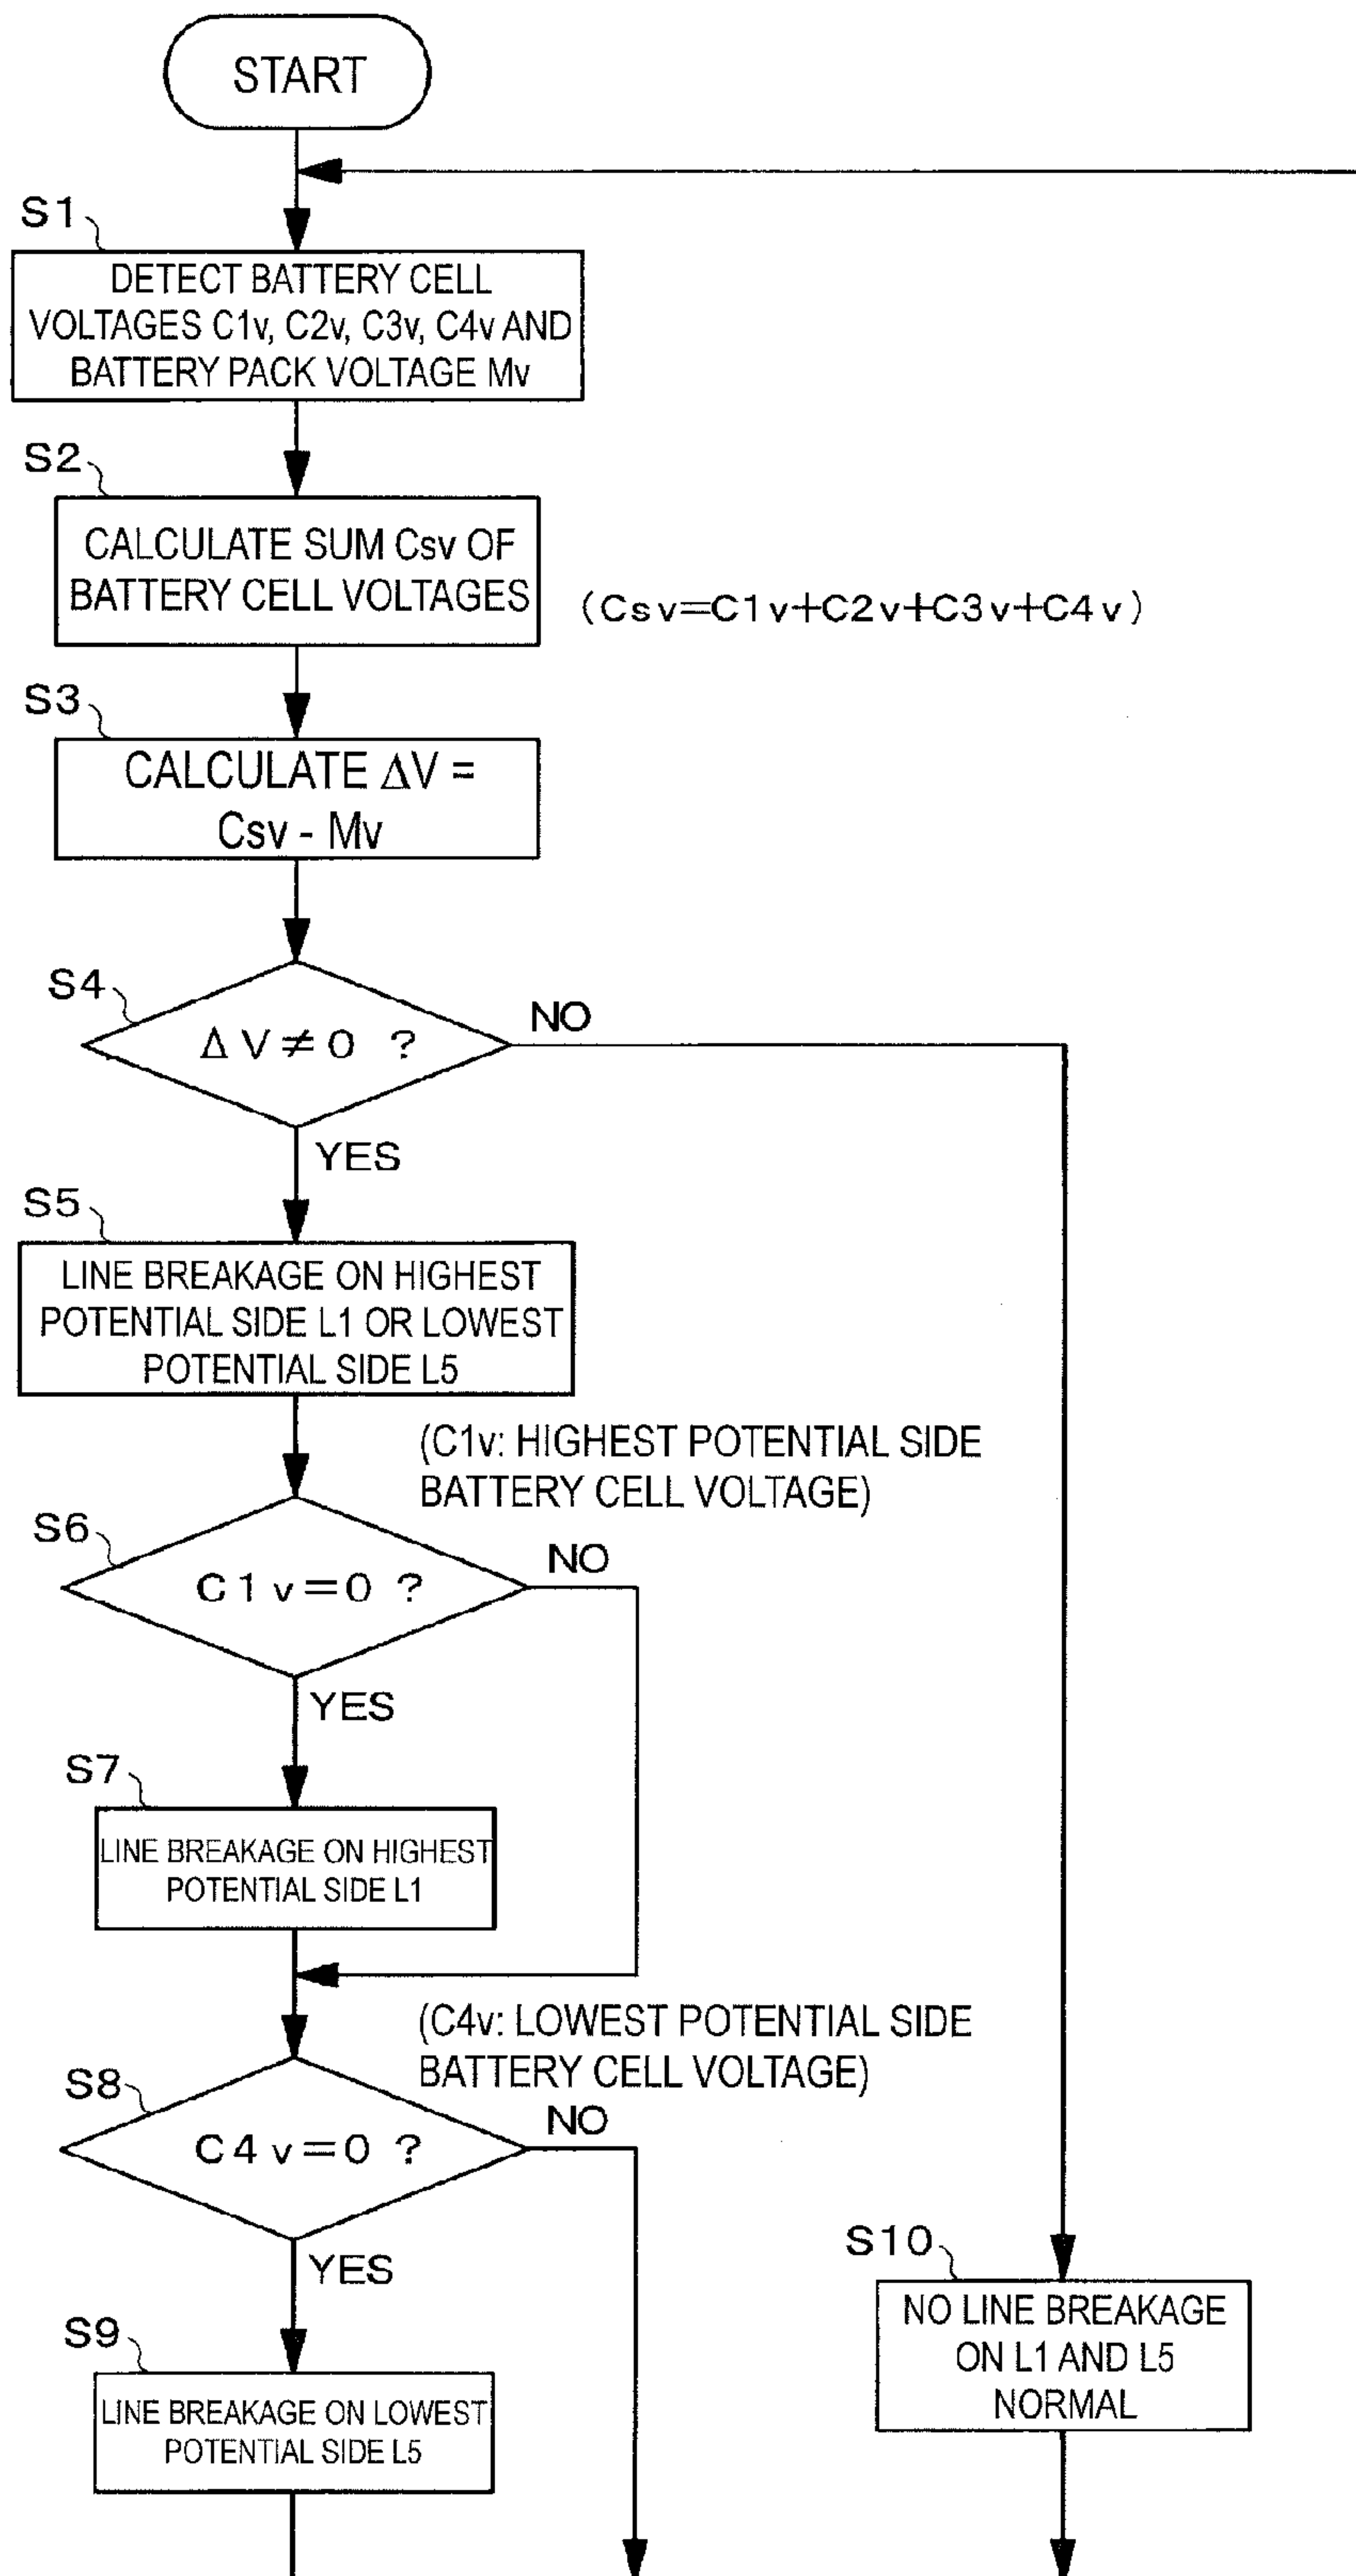 START
S1
DETECT BATTERY CELL
VOLTAGES C1v, C2v, C3v, C4v AND
BATTERY PACK VOLTAGE Mv
S2
CALCULATE SUM Csv OF
BATTERY CELL VOLTAGES
(Csv=C1v+C2v+C3v+C4v)
S3
CALCULATE ΔV =
Csv - Mv
S4
ΔV≠0 ?
NO
YES
S5
LINE BREAKAGE ON HIGHEST
POTENTIAL SIDE L1 OR LOWEST
POTENTIAL SIDE L5
(C1v: HIGHEST POTENTIAL SIDE
BATTERY CELL VOLTAGE)
S6
C1v=0 ?
NO
YES
S7
LINE BREAKAGE ON HIGHEST
POTENTIAL SIDE L1
(C4v: LOWEST POTENTIAL SIDE
BATTERY CELL VOLTAGE)
S8
C4v=0 ?
NO
YES
S9
LINE BREAKAGE ON LOWEST
POTENTIAL SIDE L5
S10
NO LINE BREAKAGE
ON L1 AND L5
NORMAL